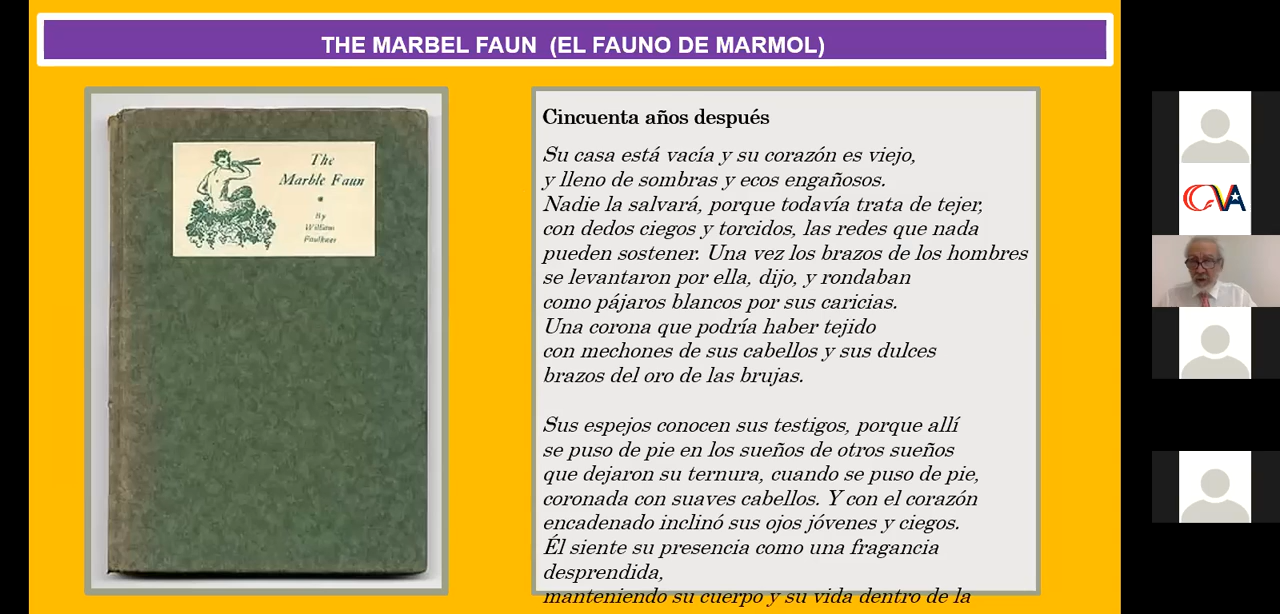 THE MARBEL FAUN (EL FAUNO DE MARMOL)
The
Marble Faun
By
William
Faulkner
Cincuenta años después
Su casa está vacía y su corazón es viejo,
y lleno de sombras y ecos engañosos.
Nadie la salvará, porque todavía trata de tejer,
con dedos ciegos y torcidos, las redes que nada
pueden sostener. Una vez los brazos de los hombres
se levantaron por ella, dijo, y rondaban
como pájaros blancos por sus caricias.
Una corona que podría haber tejido
con mechones de sus cabellos y sus dulces
brazos del oro de las brujas.
Sus espejos conocen sus testigos, porque allí
se puso de pie en los sueños de otros sueños
que dejaron su ternura, cuando se puso de pie,
coronada con suaves cabellos. Y con el corazón
encadenado inclinó sus ojos jóvenes y ciegos.
Él siente su presencia como una fragancia
desprendida,
manteniendo su cuerpo y su vida dentro de la
CVA